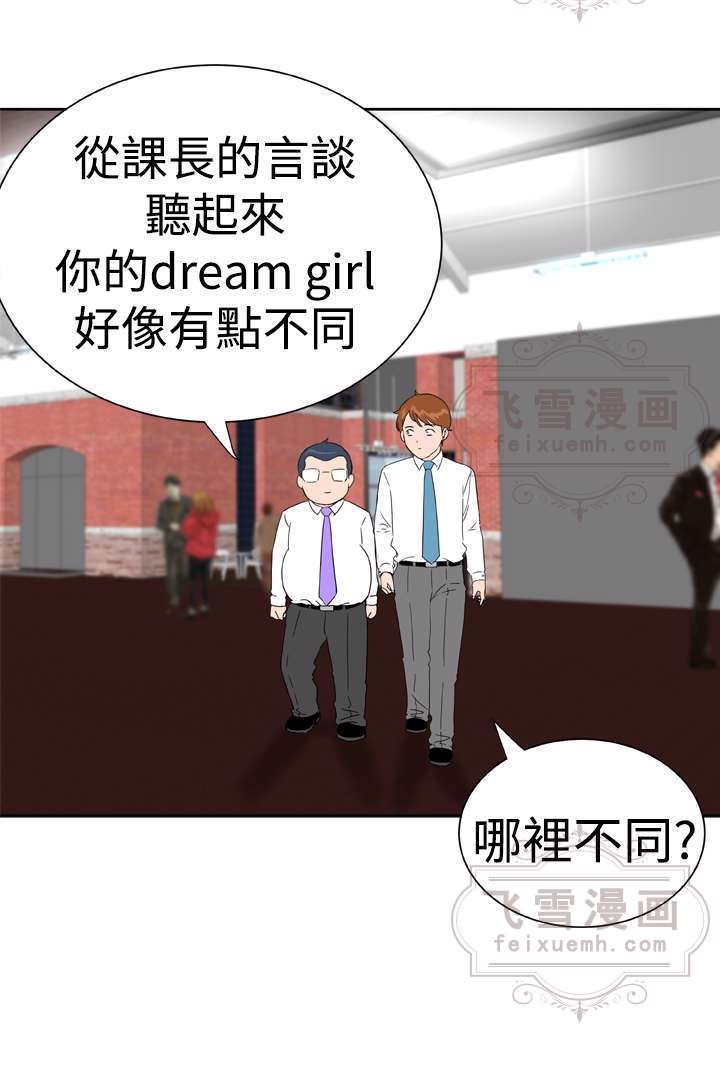 從課長的言談
聽起來
你的dream girl
好像有點不同
飞雪漫画
feixuemh.com
哪裡不同?
飞雪漫画
feixuemh.com